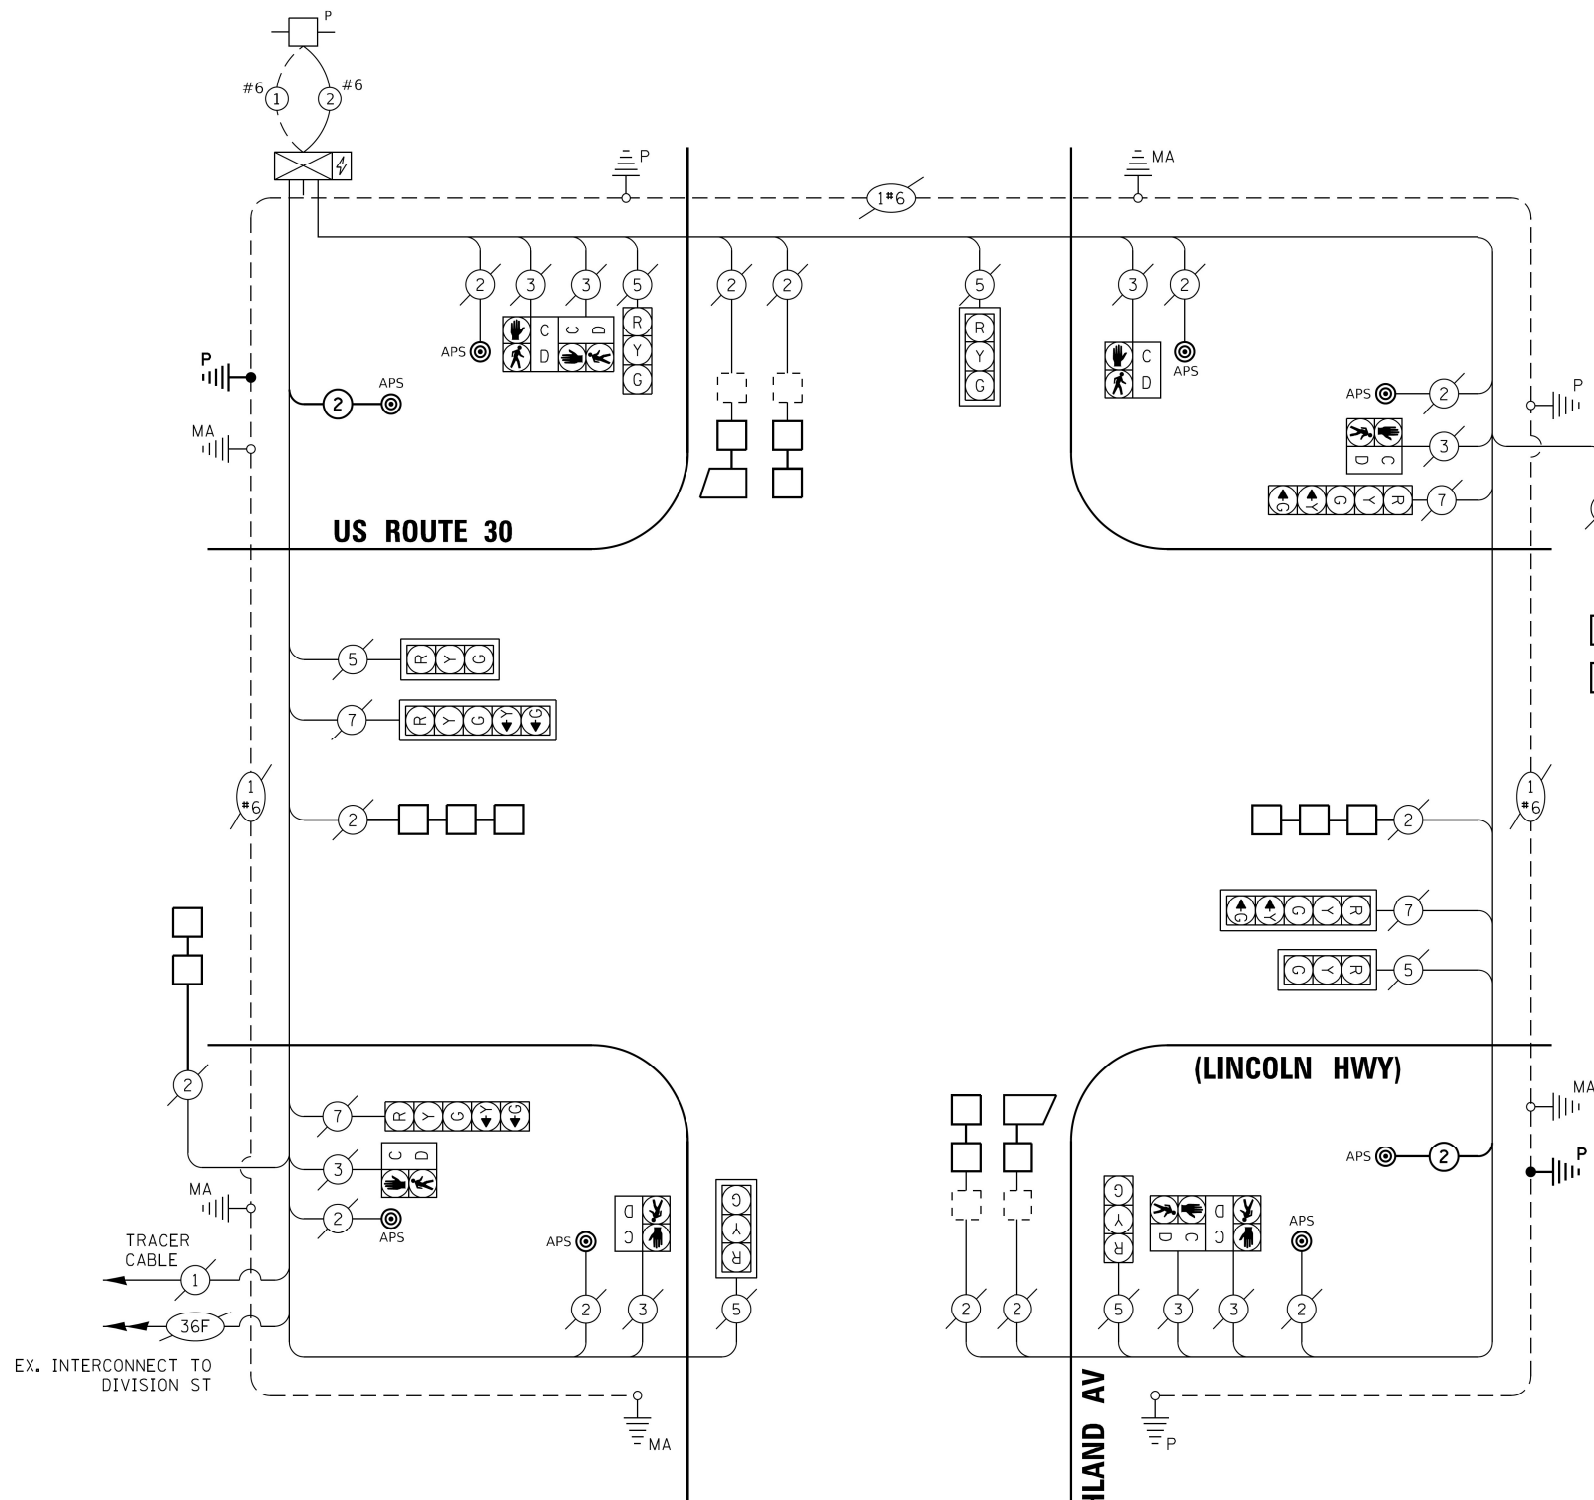 P
#6 1 2 #6
P MA
1#6
2 3 3 5 2 2 5 3 2
R R
C C D C
APS Y Y
D D APS
G G
P APS P
2 APS 2
MA
D C 3
G Y G Y R 7
US ROUTE 30
5 R Y G
7 R Y G Y G
1
#6
1
#6
2 2
G Y G Y R 7
G Y R 5
(LINCOLN HWY)
2
MA
7 R Y G Y G
APS 2 P
C D
3
MA
2 APS
D C
G Y R
G Y R
D C D C
APS APS
TRACER
CABLE
1
2 3 5 2 2 5 3 3 2
36F
EX. INTERCONNECT TO
DIVISION ST
MA P
HLAND AV